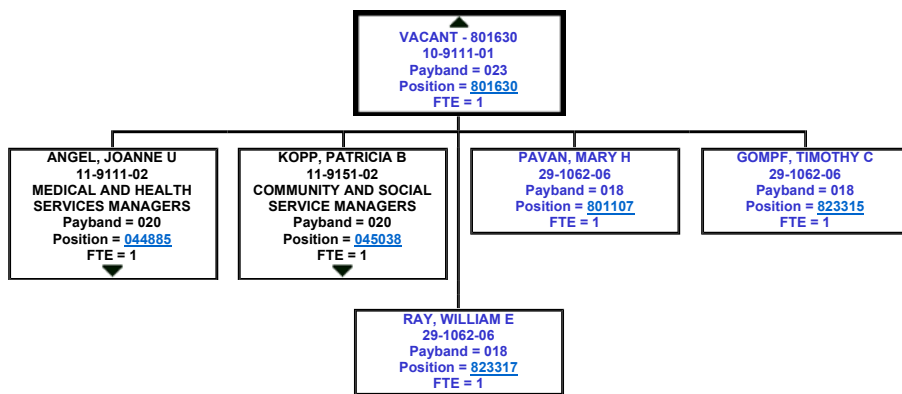 VACANT - 801630
10-9111-01
Payband = 023
Position = 801630
FTE = 1
ANGEL, JOANNE U
11-9111-02
MEDICAL AND HEALTH
SERVICES MANAGERS
Payband = 020
Position = 044885
FTE = 1
KOPP, PATRICIA B
11-9151-02
COMMUNITY AND SOCIAL
SERVICE MANAGERS
Payband = 020
Position = 045038
FTE = 1
PAVAN, MARY H
29-1062-06
Payband = 018
Position = 801107
FTE = 1
GOMPF, TIMOTHY C
29-1062-06
Payband = 018
Position = 823315
FTE = 1
RAY, WILLIAM E
29-1062-06
Payband = 018
Position = 823317
FTE = 1